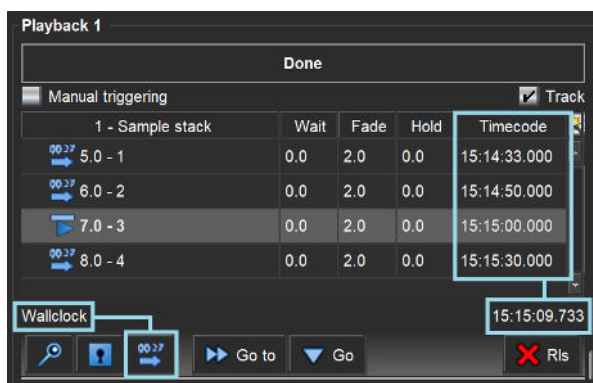 Playback 1
Done
Manual triggering Track
1 - Sample stack Wait Fade Hold Timecode
00:27 5.0 - 1 0.0 2.0 0.0 15:14:33.000
00:27 6.0 - 2 0.0 2.0 0.0 15:14:50.000
7.0 - 3 0.0 2.0 0.0 15:15:00.000
00:27 8.0 - 4 0.0 2.0 0.0 15:15:30.000
Wallclock 15:15:09.733
00:27 Go to Go Rls